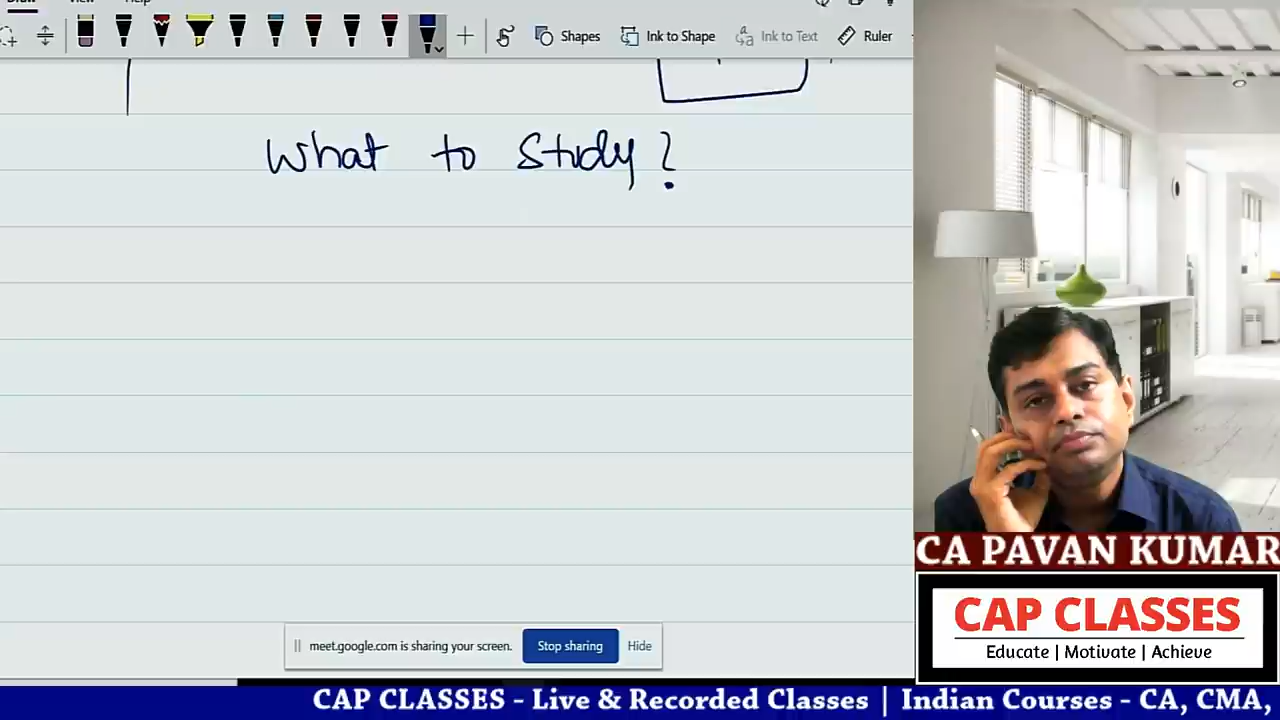 Shapes
Ink to Shape
Ink to Text
Ruler
What to Study?
meet.google.com is sharing your screen.
Stop sharing
Hide
CA PAVAN KUMAR
CAP CLASSES
Educate | Motivate | Achieve
CAP CLASSES - Live & Recorded Classes | Indian Courses - CA, CMA,